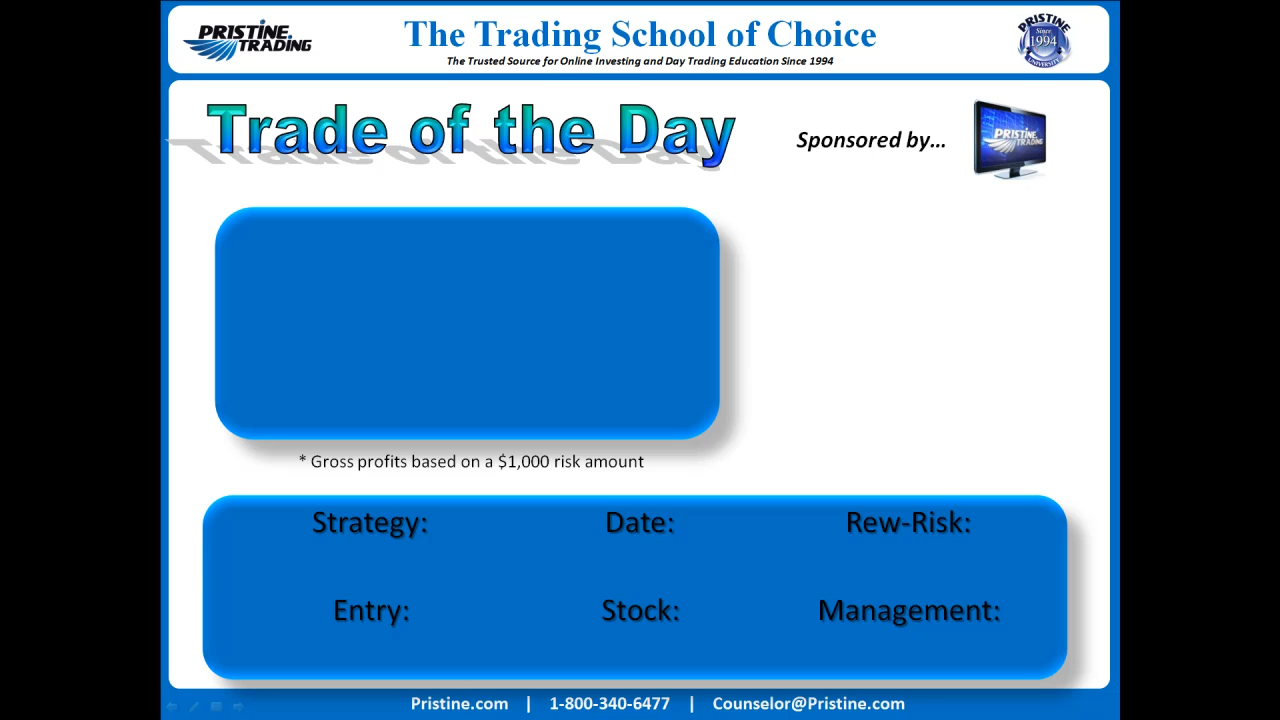 PRISTINE
TRADING
The Trading School of Choice
The Trusted Source for Online Investing and Day Trading Education Since 1994
PRISTINE
Since
1994
UNIVERSITY
Trade of the Day
Sponsored by...
PRISTINE
TRADING
* Gross profits based on a $1,000 risk amount
Strategy: Date: Rew-Risk:
Entry: Stock: Management:
Pristine.com | 1-800-340-6477 | Counselor@Pristine.com